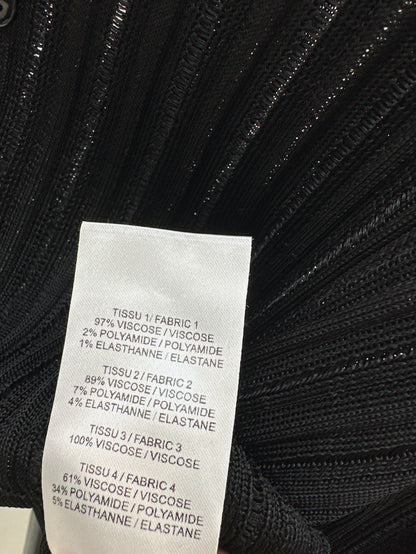 TISSU 1/ FABRIC 1
97% VISCOSE / VISCOSE
2% POLYAMIDE / POLYAMIDE
1% ELASTHANNE / ELASTANE
TISSU 2 / FABRIC 2
89% VISCOSE / VISCOSE
7% POLYAMIDE / POLYAMIDE
4% ELASTHANNE / ELASTANE
TISSU 3 / FABRIC 3
100% VISCOSE / VISCOSE
TISSU 4 / FABRIC 4
61% VISCOSE / VISCOSE
34% POLYAMIDE / POLYAMIDE
5% ELASTHANNE / ELASTANE